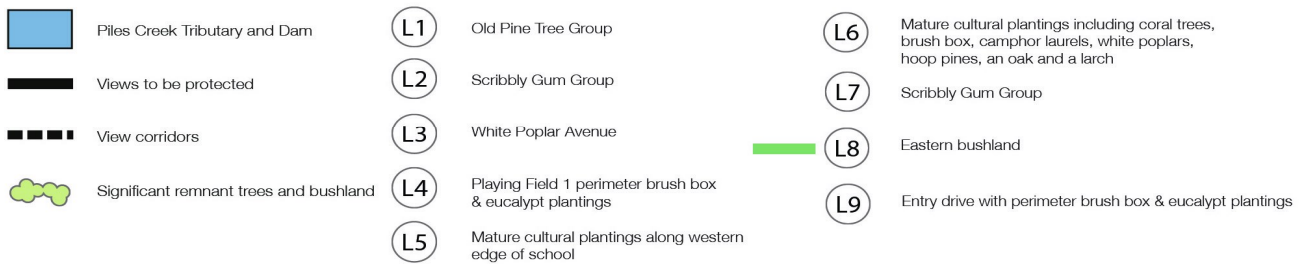 Piles Creek Tributary and Dam
Views to be protected
View corridors
Significant remnant trees and bushland
L1 Old Pine Tree Group
L2 Scribbly Gum Group
L3 White Poplar Avenue
L4 Playing Field 1 perimeter brush box
& eucalypt plantings
L5 Mature cultural plantings along western
edge of school
L6 Mature cultural plantings including coral trees,
brush box, camphor laurels, white poplars,
hoop pines, an oak and a larch
L7 Scribbly Gum Group
L8 Eastern bushland
L9 Entry drive with perimeter brush box & eucalypt plantings